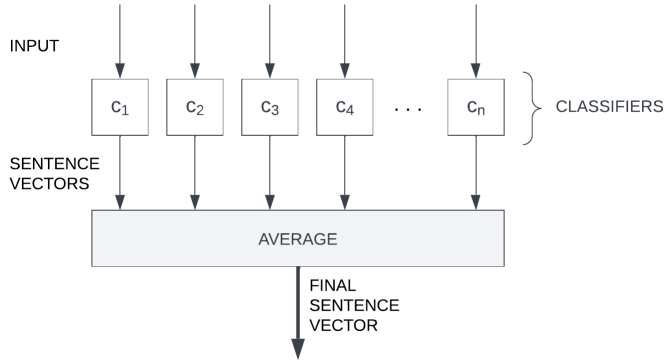 INPUT
c1 c2 c3 c4 . . . cn
CLASSIFIERS
SENTENCE
VECTORS
AVERAGE
FINAL
SENTENCE
VECTOR